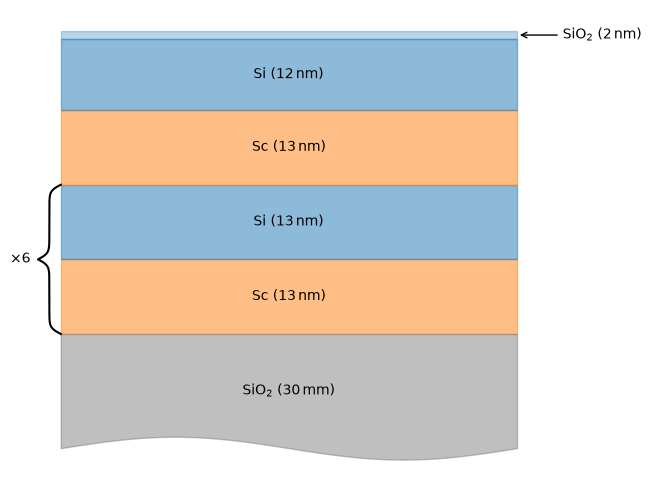 SiO₂ (2 nm)
Si (12 nm)
Sc (13 nm)
Si (13 nm)
×6
Sc (13 nm)
SiO₂ (30 mm)